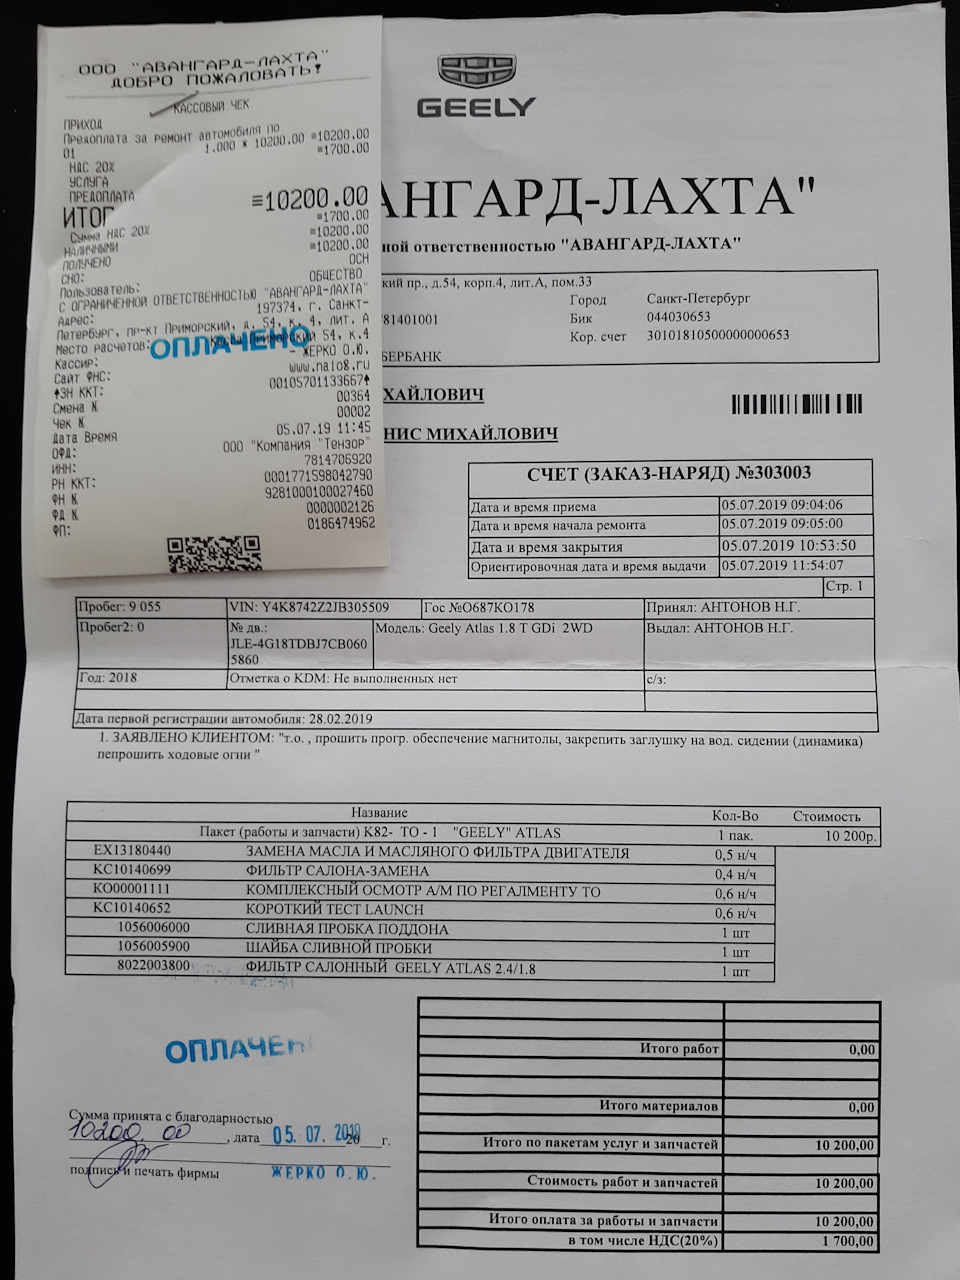 ООО "АВАНГАРД-ЛАХТА"
ДОБРО ПОЖАЛОВАТЬ!
КАССОВЫЙ ЧЕК
ПРИХОД
Предоплата за ремонт автомобиля по
01 1.000 * 10200.00 =10200.00
НДС 20% =1700.00
УСЛУГА
ПРЕДОПЛАТА
ИТОГ =10200.00
Сумма НДС 20% =1700.00
НАЛИЧНЫМИ =10200.00
ПОЛУЧЕНО =10200.00
СНО: ОСН
Пользователь: ОБЩЕСТВО
С ОГРАНИЧЕННОЙ ОТВЕТСТВЕННОСТЬЮ "АВАНГАРД-ЛАХТА"
Адрес: 197374, г. Санкт-
Петербург, пр-кт Приморский, д. 54, к. 4, лит. А
Место расчетов: Касса Приморский 54, к.4
ОПЛАЧЕНО
Кассир: - ЖЕРКО О.Ю.
Сайт ФНС: www.nalog.ru
ЗН ККТ: 00105701133667
Смена № 00364
Чек № 00002
Дата Время 05.07.19 11:45
ОФД: ООО "Компания "Тензор"
ИНН: 7814706920
РН ККТ: 0001771598042790
ФН № 9281000100027460
ФД № 0000002126
ФП: 0186474962
GEELY
АНГАРД-ЛАХТА"
ной ответственностью "АВАНГАРД-ЛАХТА"
кий пр., д.54, корп.4, лит.А, пом.33
Город Санкт-Петербург
81401001 Бик 044030653
Кор. счет 30101810500000000653
БЕРБАНК
ХАЙЛОВИЧ
НИС МИХАЙЛОВИЧ
СЧЕТ (ЗАКАЗ-НАРЯД) №303003
Дата и время приема 05.07.2019 09:04:06
Дата и время начала ремонта 05.07.2019 09:05:00
Дата и время закрытия 05.07.2019 10:53:50
Ориентировочная дата и время выдачи 05.07.2019 11:54:07
Стр. 1
Пробег: 9 055 VIN: Y4K8742Z2JB305509 Гос №О687КО178 Принял: АНТОНОВ Н.Г.
Пробег2: 0 № дв.: Модель: Geely Atlas 1.8 T GDi 2WD Выдал: АНТОНОВ Н.Г.
JLE-4G18TDBJ7CB060
5860
Год: 2018 Отметка о KDM: Не выполненных нет с/з:
Дата первой регистрации автомобиля: 28.02.2019
1. ЗАЯВЛЕНО КЛИЕНТОМ: "т.о. , прошить прогр. обеспечение магнитолы, закрепить заглушку на вод. сидении (динамика)
пепрошить ходовые огни "
Название Кол-Во Стоимость
Пакет (работы и запчасти) K82- ТО - 1 "GEELY" ATLAS 1 пак. 10 200р.
EX13180440 ЗАМЕНА МАСЛА И МАСЛЯНОГО ФИЛЬТРА ДВИГАТЕЛЯ 0,5 н/ч
KC10140699 ФИЛЬТР САЛОНА-ЗАМЕНА 0,4 н/ч
KO00001111 КОМПЛЕКСНЫЙ ОСМОТР А/М ПО РЕГАЛМЕНТУ ТО 0,6 н/ч
KC10140652 КОРОТКИЙ ТЕСТ LAUNCH 0,6 н/ч
1056006000 СЛИВНАЯ ПРОБКА ПОДДОНА 1 шт
1056005900 ШАЙБА СЛИВНОЙ ПРОБКИ 1 шт
8022003800 ФИЛЬТР САЛОННЫЙ GEELY ATLAS 2.4/1.8 1 шт
ОПЛАЧЕНО
Итого работ 0,00
Итого материалов 0,00
Итого по пакетам услуг и запчастей 10 200,00
Стоимость работ и запчастей 10 200,00
Итого оплата за работы и запчасти 10 200,00
в том числе НДС(20%) 1 700,00
Сумма принята с благодарностью
10200.00, дата 05.07.2019 20 г.
подпись и печать фирмы ЖЕРКО О.Ю.